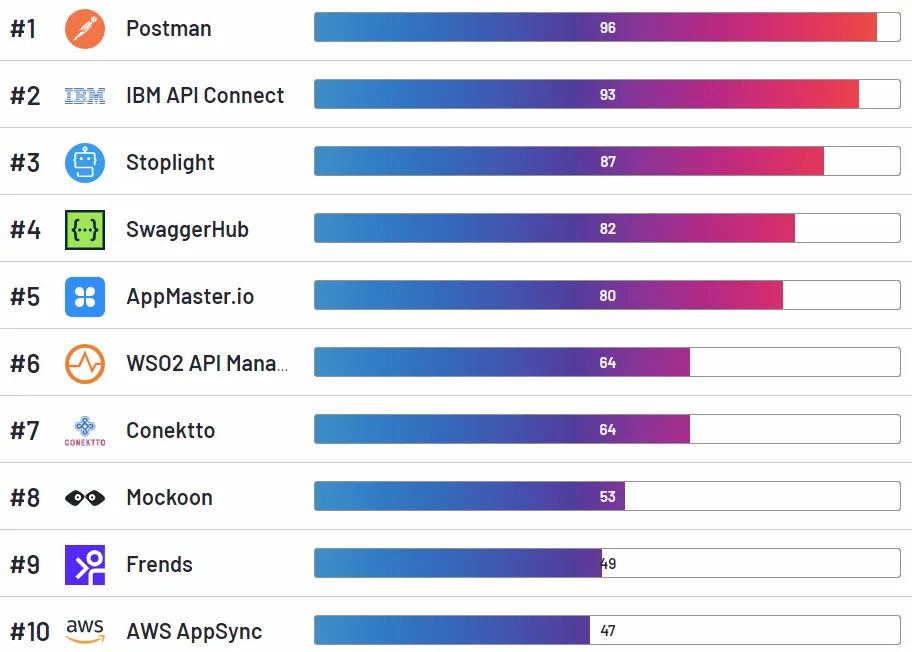 #1 Postman 96
#2 IBM IBM API Connect 93
#3 Stoplight 87
#4 {··} SwaggerHub 82
#5 AppMaster.io 80
#6 WSO2 API Mana... 64
#7 CONEKTTO Conektto 64
#8 Mockoon 53
#9 Frends 49
#10 aws AWS AppSync 47